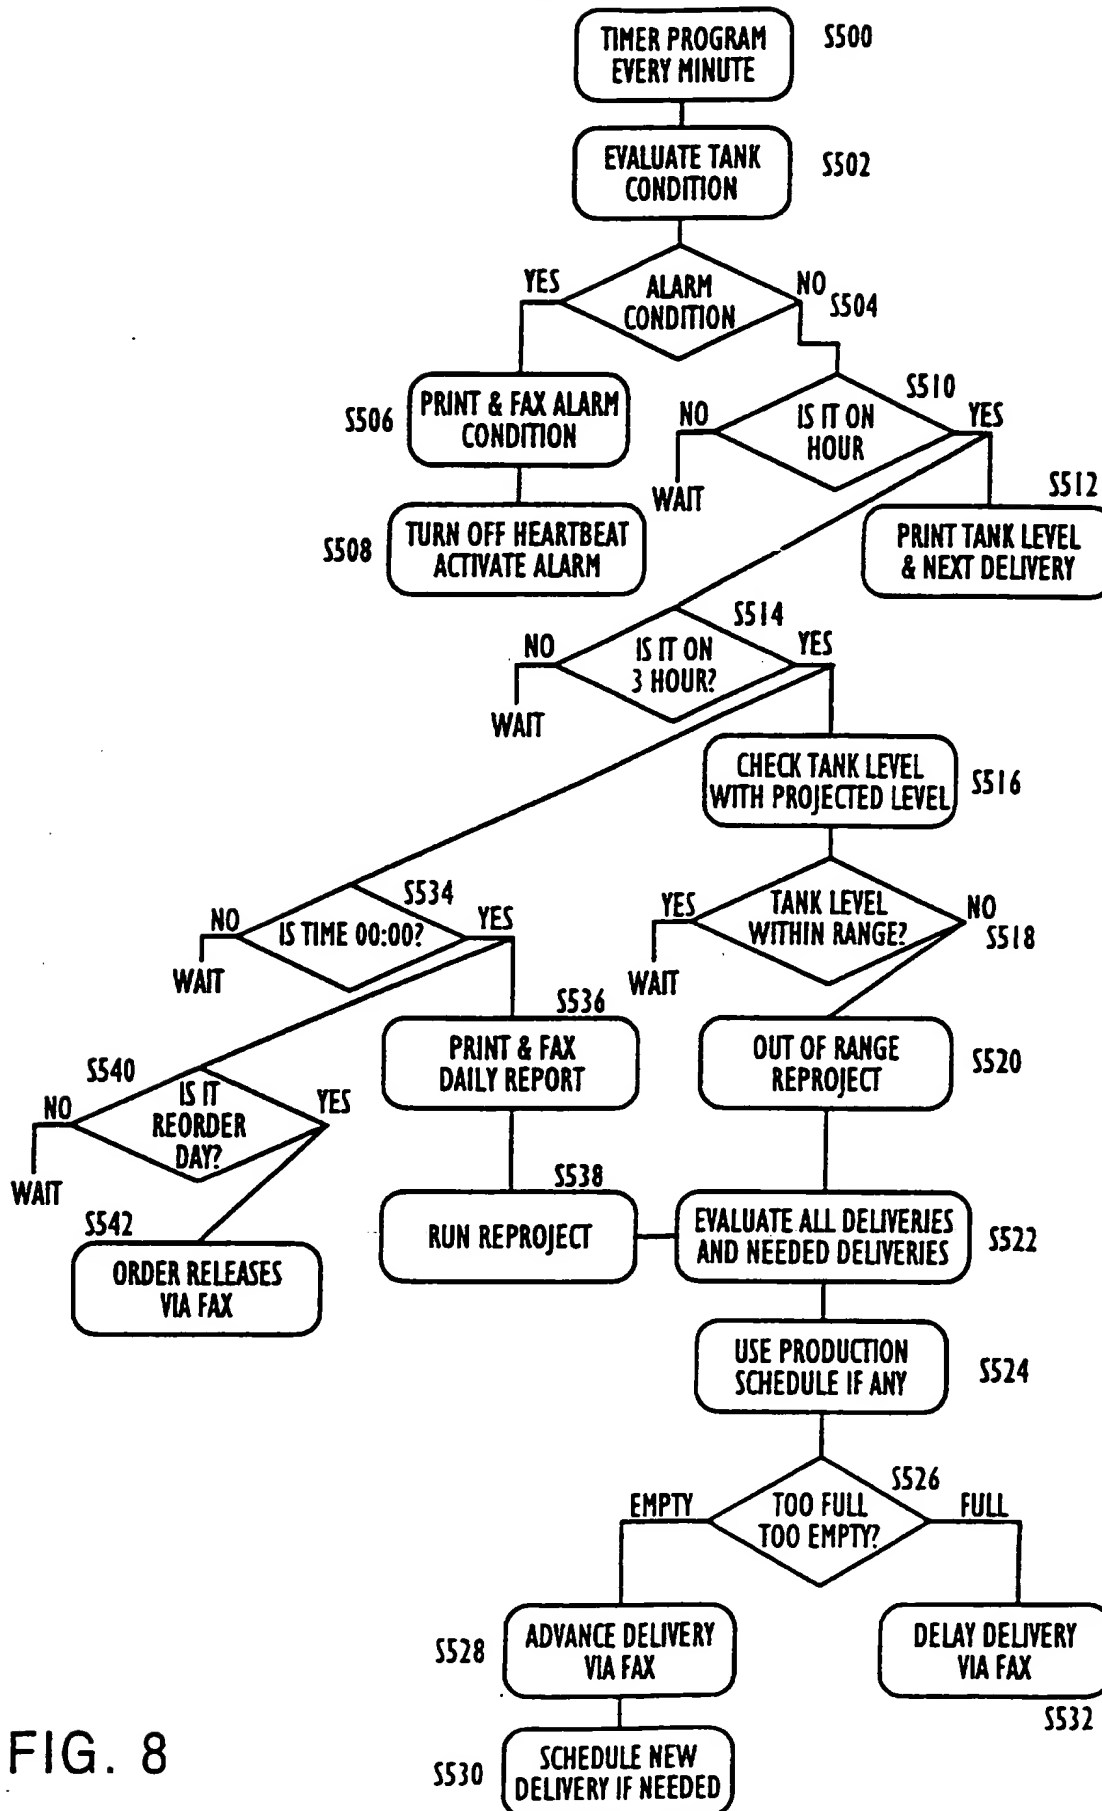 TIMER PROGRAM
EVERY MINUTE
S500
EVALUATE TANK
CONDITION
S502
YES
ALARM
CONDITION
NO
S504
S506
PRINT & FAX ALARM
CONDITION
S510
NO
IS IT ON
HOUR
YES
WAIT
S508
TURN OFF HEARTBEAT
ACTIVATE ALARM
S512
PRINT TANK LEVEL
& NEXT DELIVERY
S514
NO
IS IT ON
3 HOUR?
YES
WAIT
CHECK TANK LEVEL
WITH PROJECTED LEVEL
S516
S534
NO
IS TIME 00:00?
YES
WAIT
YES
TANK LEVEL
WITHIN RANGE?
NO
S518
WAIT
S536
PRINT & FAX
DAILY REPORT
OUT OF RANGE
REPROJECT
S520
S540
NO
IS IT
REORDER
DAY?
YES
WAIT
S538
RUN REPROJECT
EVALUATE ALL DELIVERIES
AND NEEDED DELIVERIES
S522
S542
ORDER RELEASES
VIA FAX
USE PRODUCTION
SCHEDULE IF ANY
S524
S526
EMPTY
TOO FULL
TOO EMPTY?
FULL
S528
ADVANCE DELIVERY
VIA FAX
DELAY DELIVERY
VIA FAX
S532
S530
SCHEDULE NEW
DELIVERY IF NEEDED
FIG. 8